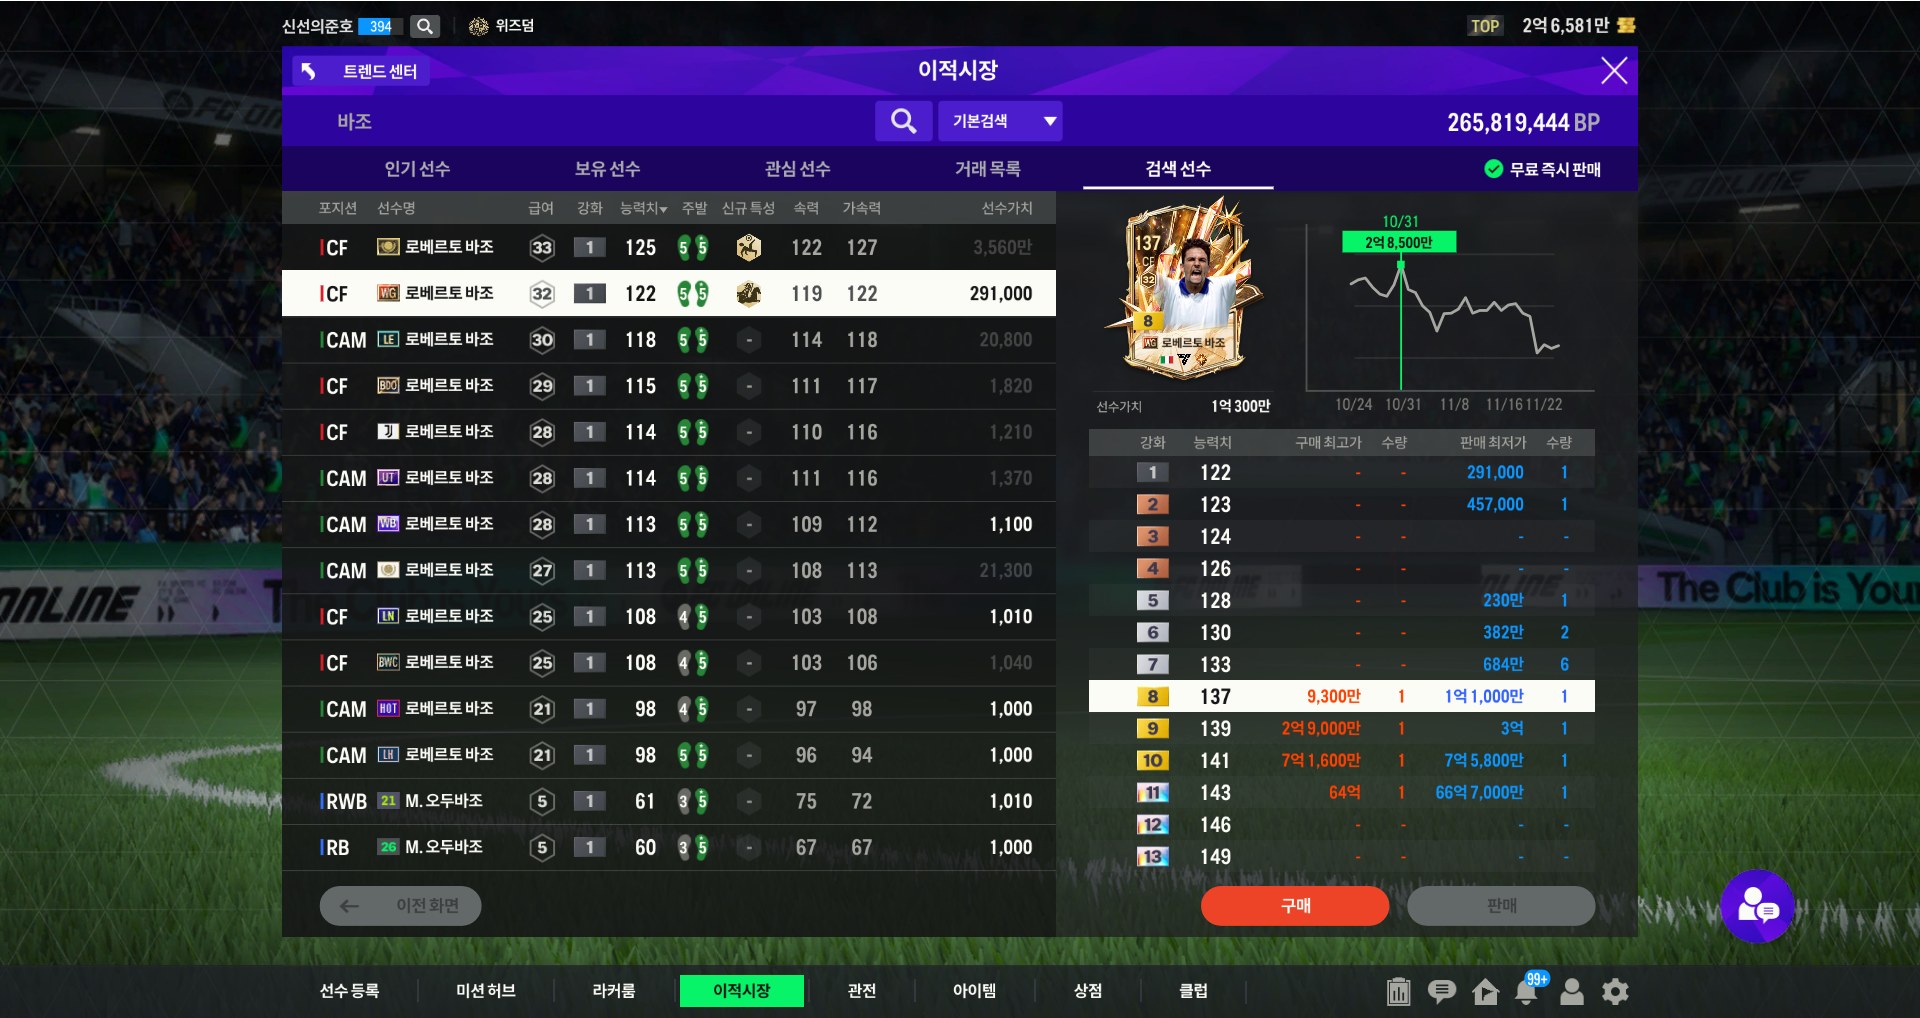 신선의준호 394 위즈덤 TOP 2억 6,581만
트렌드 센터 이적시장
바조 기본검색 265,819,444 BP
인기 선수 보유 선수 관심 선수 거래 목록 검색 선수 무료 즉시 판매
포지션 선수명 급여 강화 능력치 주발 신규 특성 속력 가속력 선수가치
CF 로베르토 바조 33 1 125 5 5 122 127 3,560만
CF WG 로베르토 바조 32 1 122 5 5 119 122 291,000
CAM LE 로베르토 바조 30 1 118 5 5 - 114 118 20,800
CF BDO 로베르토 바조 29 1 115 5 5 - 111 117 1,820
CF 로베르토 바조 28 1 114 5 5 - 110 116 1,210
CAM UT 로베르토 바조 28 1 114 5 5 - 111 116 1,370
CAM WB 로베르토 바조 28 1 113 5 5 - 109 112 1,100
CAM 로베르토 바조 27 1 113 5 5 - 108 113 21,300
CF LN 로베르토 바조 25 1 108 4 5 - 103 108 1,010
CF BWC 로베르토 바조 25 1 108 4 5 - 103 106 1,040
CAM HOT 로베르토 바조 21 1 98 4 5 - 97 98 1,000
CAM LH 로베르토 바조 21 1 98 5 5 - 96 94 1,000
RWB 21 M. 오두바조 5 1 61 3 5 - 75 72 1,010
RB 26 M. 오두바조 5 1 60 3 5 - 67 67 1,000
이전 화면
137
CF
32
8
WG 로베르토 바조
선수가치 1억 300만
10/31
2억 8,500만
10/24 10/31 11/8 11/16 11/22
강화 능력치 구매 최고가 수량 판매 최저가 수량
1 122 - - 291,000 1
2 123 - - 457,000 1
3 124 - - - -
4 126 - - - -
5 128 - - 230만 1
6 130 - - 382만 2
7 133 - - 684만 6
8 137 9,300만 1 1억 1,000만 1
9 139 2억 9,000만 1 3억 1
10 141 7억 1,600만 1 7억 5,800만 1
11 143 64억 1 66억 7,000만 1
12 146 - - - -
13 149 - - - -
구매 판매
ONLINE
The Club is Your
선수 등록 미션 허브 라커룸 이적시장 관전 아이템 상점 클럽 99+